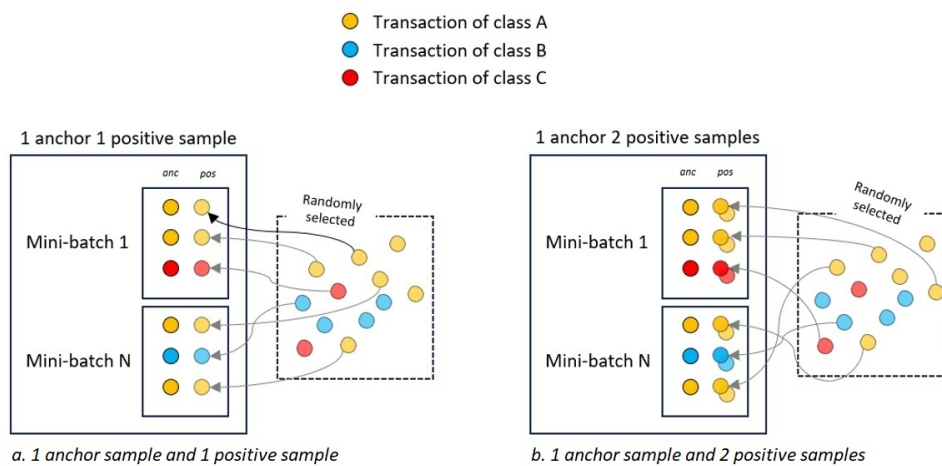 Transaction of class A
Transaction of class B
Transaction of class C
1 anchor 1 positive sample
anc pos
Mini-batch 1
Mini-batch N
Randomly
selected
a. 1 anchor sample and 1 positive sample
1 anchor 2 positive samples
anc pos
Mini-batch 1
Mini-batch N
Randomly
selected
b. 1 anchor sample and 2 positive samples